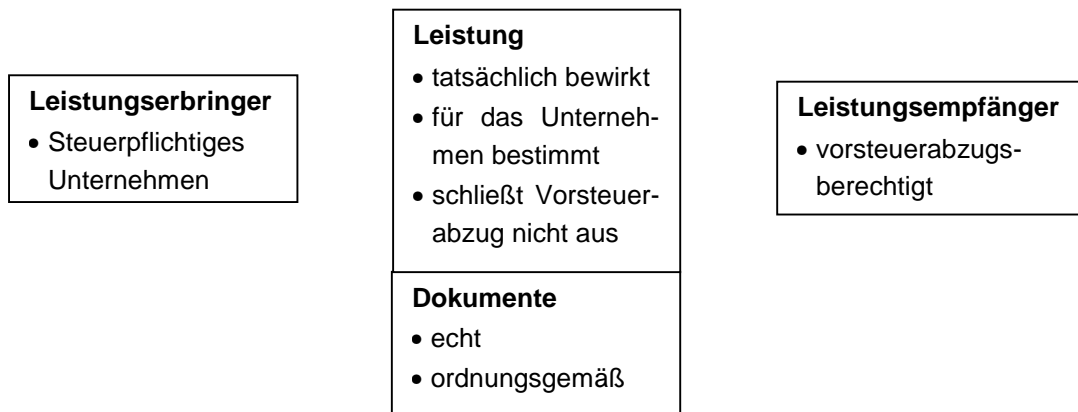 Leistungserbringer
• Steuerpflichtiges
Unternehmen
Leistung
• tatsächlich bewirkt
• für das Unterneh-
men bestimmt
• schließt Vorsteuer-
abzug nicht aus
Dokumente
• echt
• ordnungsgemäß
Leistungsempfänger
• vorsteuerabzugs-
berechtigt